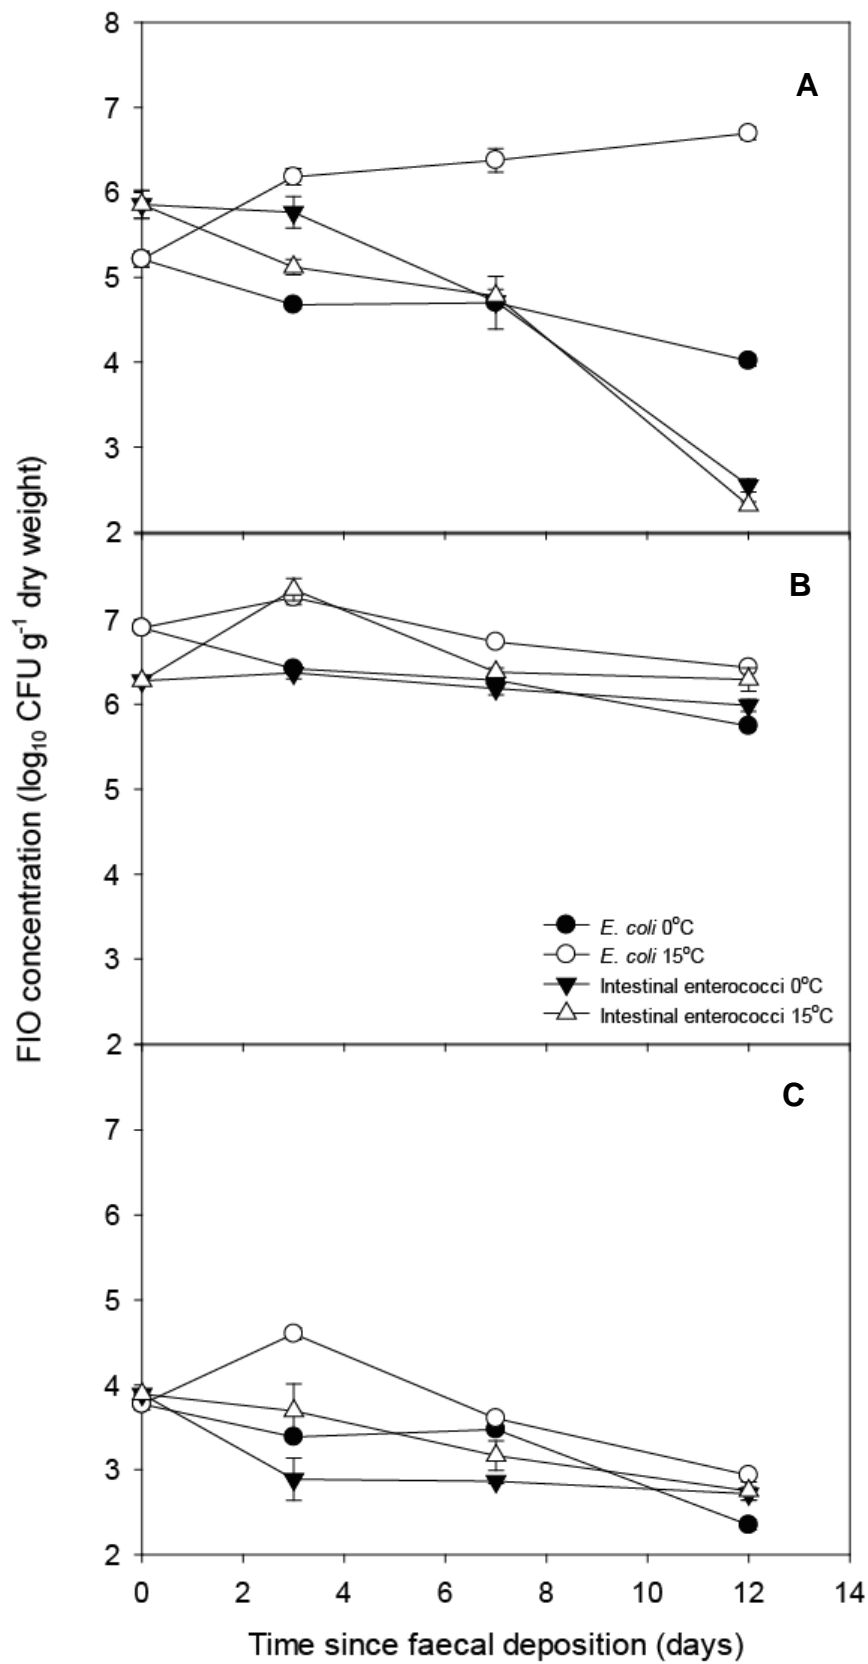 FIO concentration (log₁₀ CFU g⁻¹ dry weight)
A
8
7
6
5
4
3
2
B
7
6
5
4
3
2
E. coli 0°C
E. coli 15°C
Intestinal enterococci 0°C
Intestinal enterococci 15°C
C
7
6
5
4
3
2
0 2 4 6 8 10 12 14
Time since faecal deposition (days)